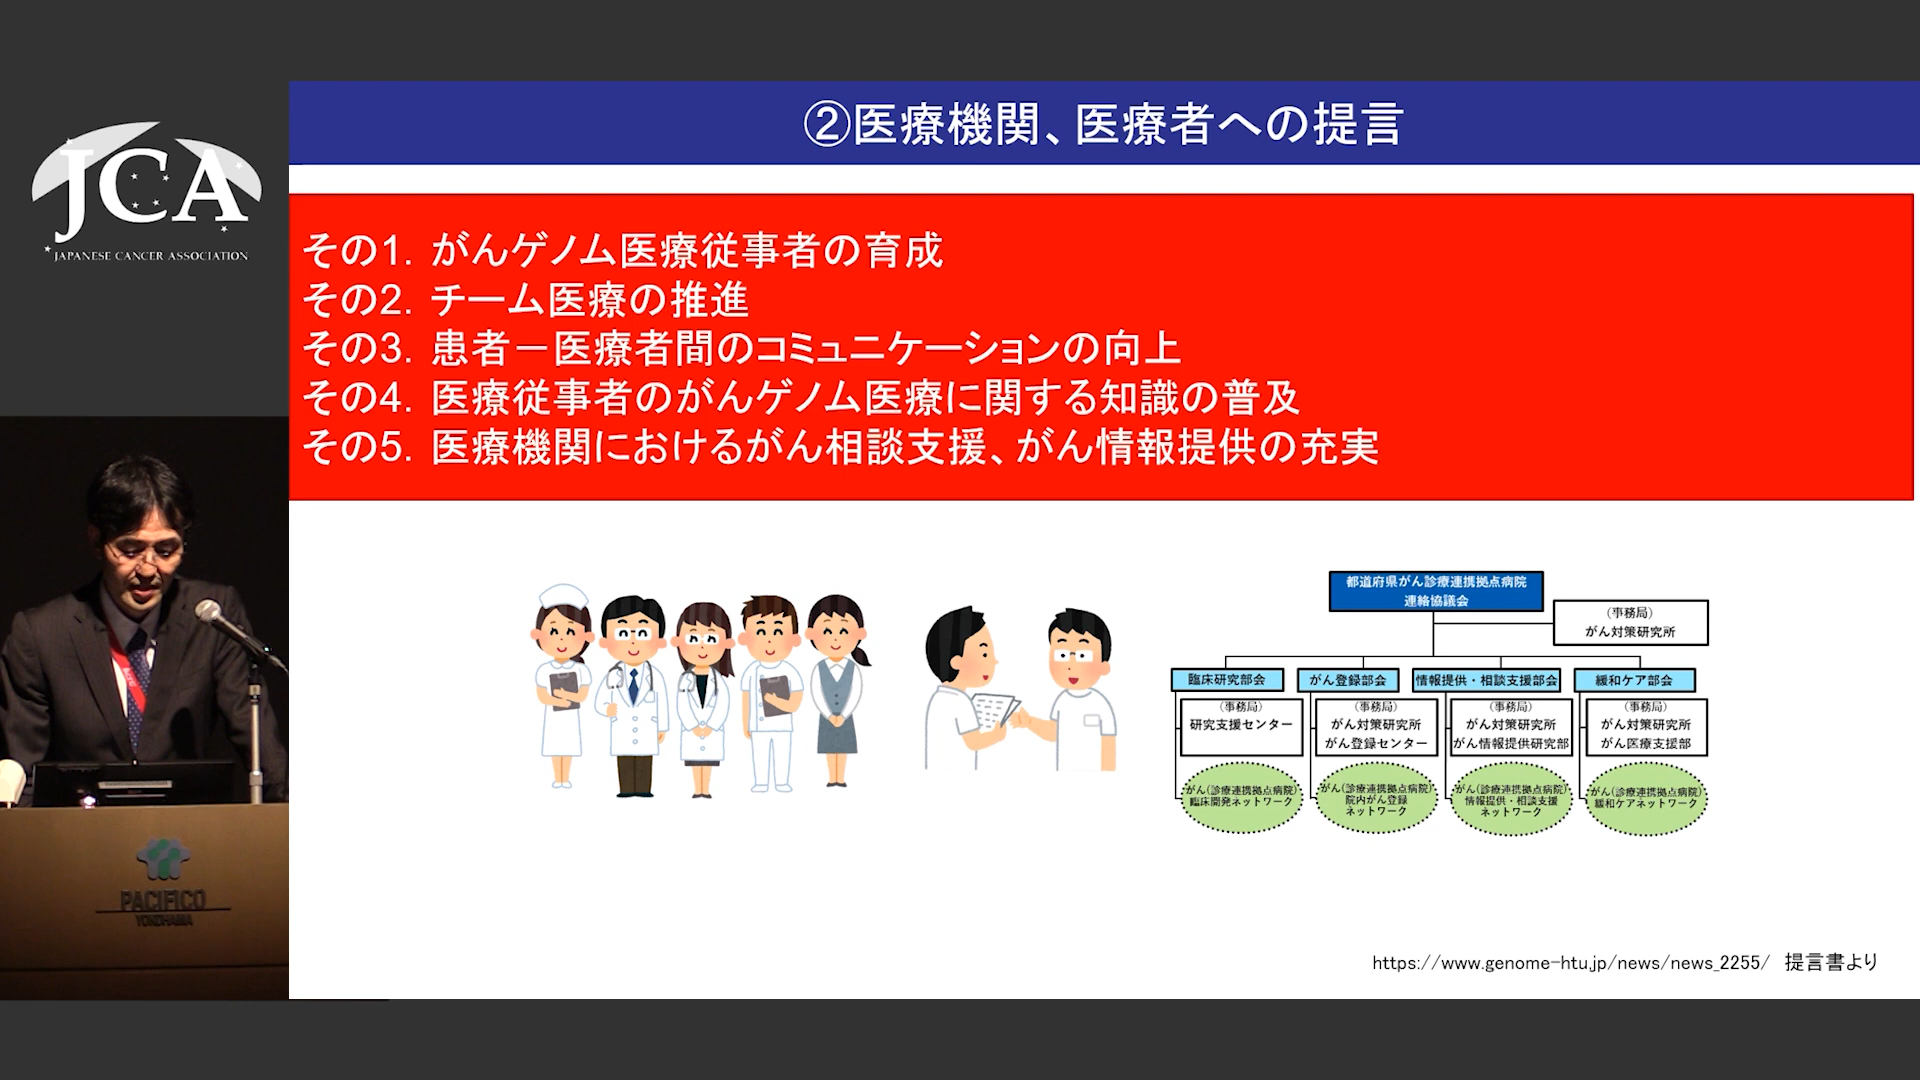 ②医療機関、医療者への提言
JCA
JAPANESE CANCER ASSOCIATION
その1. がんゲノム医療従事者の育成
その2. チーム医療の推進
その3. 患者－医療者間のコミュニケーションの向上
その4. 医療従事者のがんゲノム医療に関する知識の普及
その5. 医療機関におけるがん相談支援、がん情報提供の充実
都道府県がん診療連携拠点病院
連絡協議会
（事務局）
がん対策研究所
臨床研究部会
（事務局）
研究支援センター
がん(診療連携拠点病院)
臨床開発ネットワーク
がん登録部会
（事務局）
がん対策研究所
がん登録センター
がん(診療連携拠点病院)
院内がん登録
ネットワーク
情報提供・相談支援部会
（事務局）
がん対策研究所
がん情報提供研究部
がん(診療連携拠点病院)
情報提供・相談支援
ネットワーク
緩和ケア部会
（事務局）
がん対策研究所
がん医療支援部
がん(診療連携拠点病院)
緩和ケアネットワーク
PACIFICO
YOKOHAMA
https://www.genome-htu.jp/news/news_2255/　提言書より